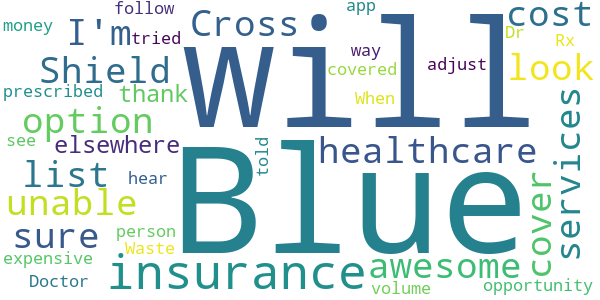 follow
app
money
I'm
tried
Cross
Will
cost
Dr
Rx
way
Shield
covered
adjust
look
prescribed
thank
When
option
see
elsewhere
told
healthcare
services
list
hear
Blue
unable
cover
sure
person
Waste
expensive
insurance
awesome
Doctor
volume
opportunity